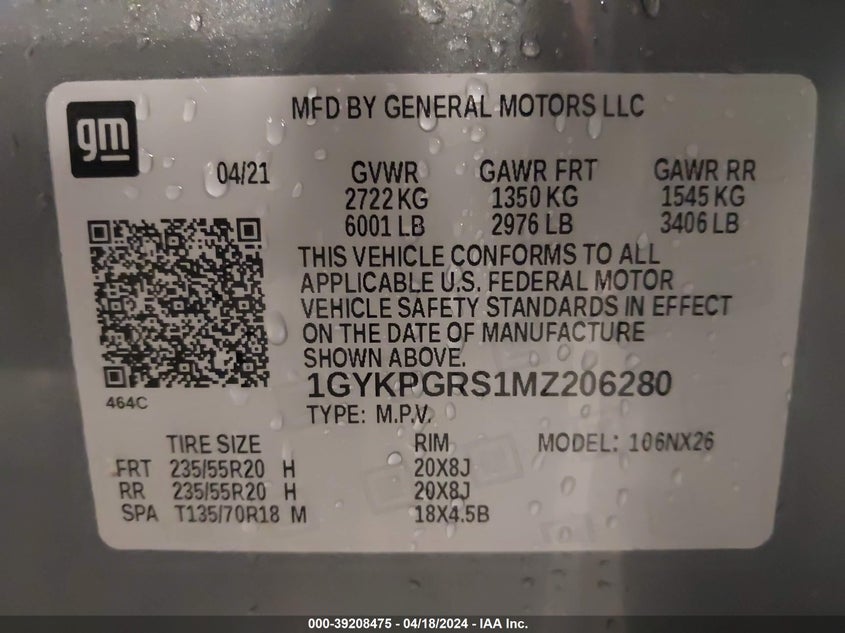 gm
MFD BY GENERAL MOTORS LLC
04/21 GVWR GAWR FRT GAWR RR
2722 KG 1350 KG 1545 KG
6001 LB 2976 LB 3406 LB
THIS VEHICLE CONFORMS TO ALL
APPLICABLE U.S. FEDERAL MOTOR
VEHICLE SAFETY STANDARDS IN EFFECT
ON THE DATE OF MANUFACTURE
SHOWN ABOVE.
1GYKPGRS1MZ206280
464C
TYPE: M.P.V.
TIRE SIZE RIM MODEL: 106NX26
FRT 235/55R20 H 20X8J
RR 235/55R20 H 20X8J
SPA T135/70R18 M 18X4.5B
000-39208475 - 04/18/2024 - IAA Inc.